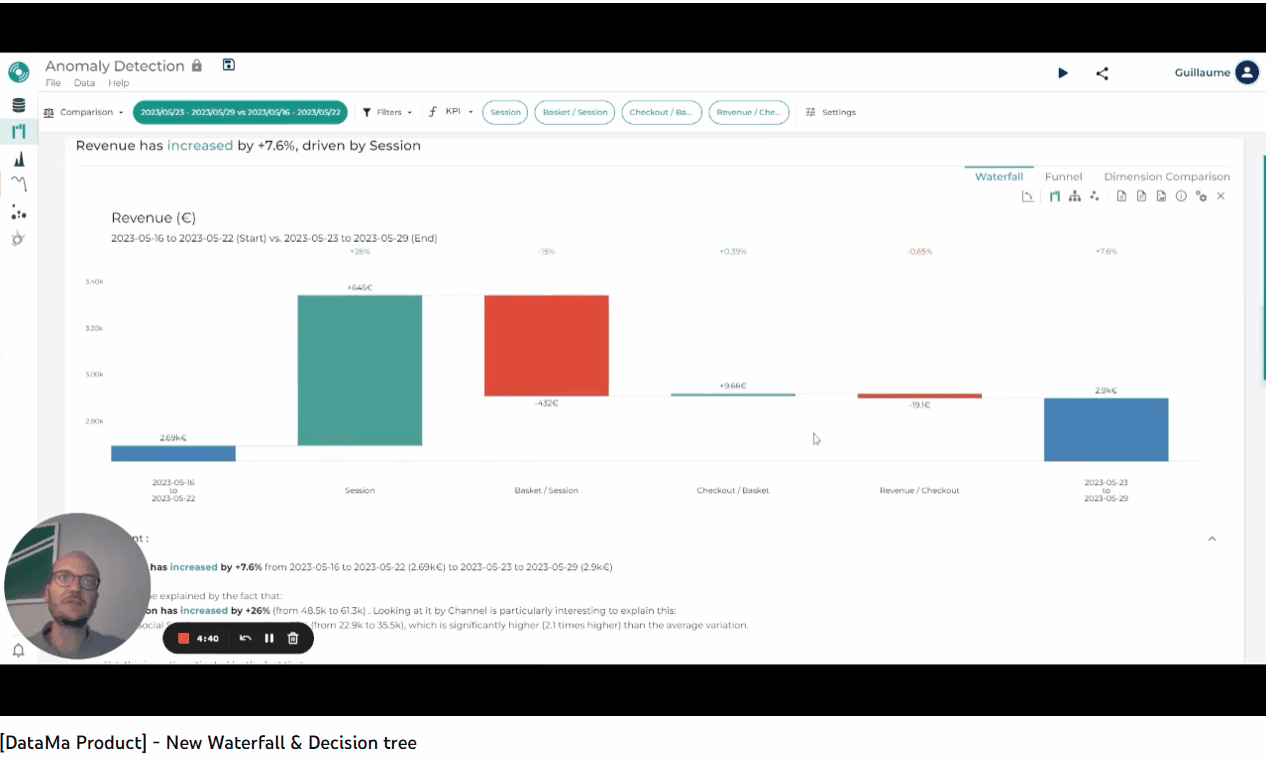 Anomaly Detection
File Data Help
Guillaume
Comparison 2023/05/23 - 2023/05/29 vs 2023/05/16 - 2023/05/22 Filters KPI Session Basket / Session Checkout / Ba... Revenue / Che... Settings
Revenue has increased by +7.6%, driven by Session
Waterfall Funnel Dimension Comparison
Revenue (€)
2023-05-16 to 2023-05-22 (Start) vs. 2023-05-23 to 2023-05-29 (End)
+26% -15% +0.39% -0.65% +7.6%
3.40k
+645€
3.20k
3.00k
+9.66€
2.9k€
-432€
-19.1€
2.80k
2.69k€
2023-05-16
to
2023-05-22
Session
Basket / Session
Checkout / Basket
Revenue / Checkout
2023-05-23
to
2023-05-29
nt :
has increased by +7.6% from 2023-05-16 to 2023-05-22 (2.69k€) to 2023-05-23 to 2023-05-29 (2.9k€)
e explained by the fact that:
on has increased by +26% (from 48.5k to 61.3k) . Looking at it by Channel is particularly interesting to explain this:
ocial (from 22.9k to 35.5k), which is significantly higher (2.1 times higher) than the average variation.
4:40
[DataMa Product] - New Waterfall & Decision tree